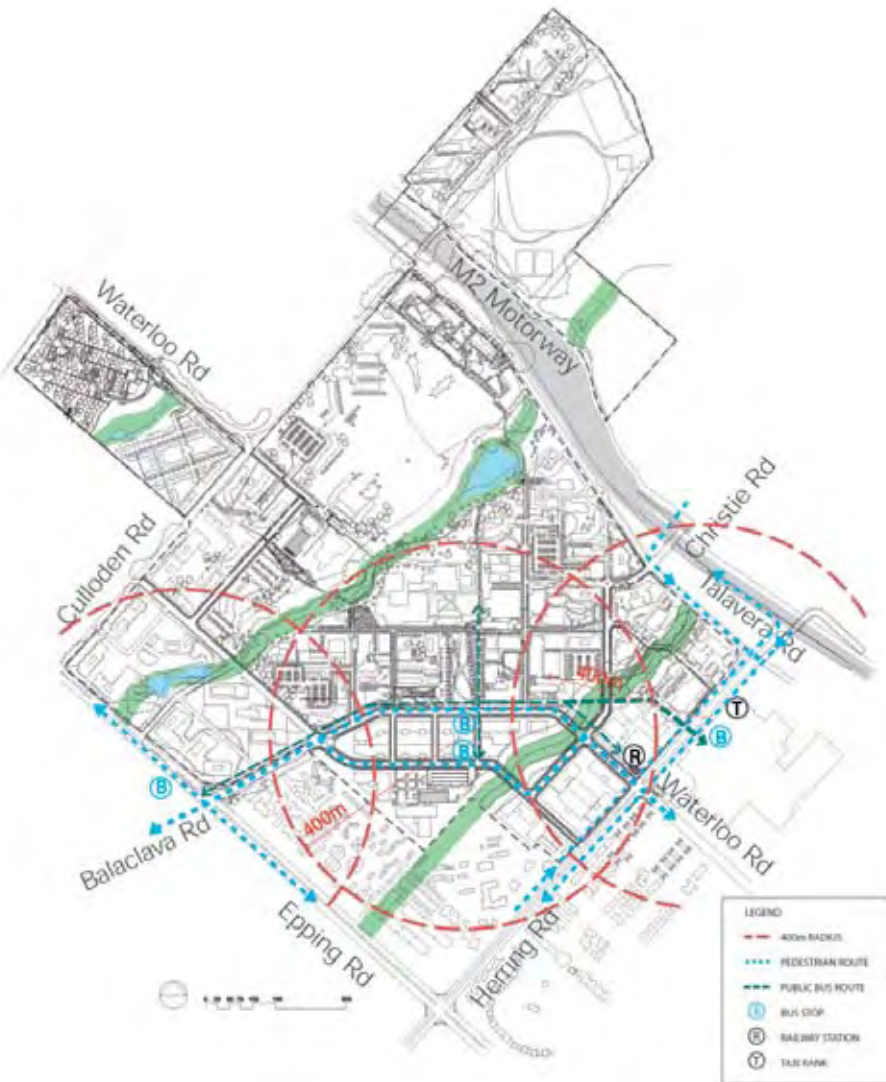 M2 Motorway
Waterloo Rd
Christie Rd
Culloden Rd
Talavera Rd
400m
T
B
B
B
R
B
400m
Waterloo Rd
Balaclava Rd
Epping Rd
Herring Rd
LEGEND
400m RADIUS
PEDESTRIAN ROUTE
PUBLIC BUS ROUTE
B BUS STOP
R RAILWAY STATION
T TAXI RANK